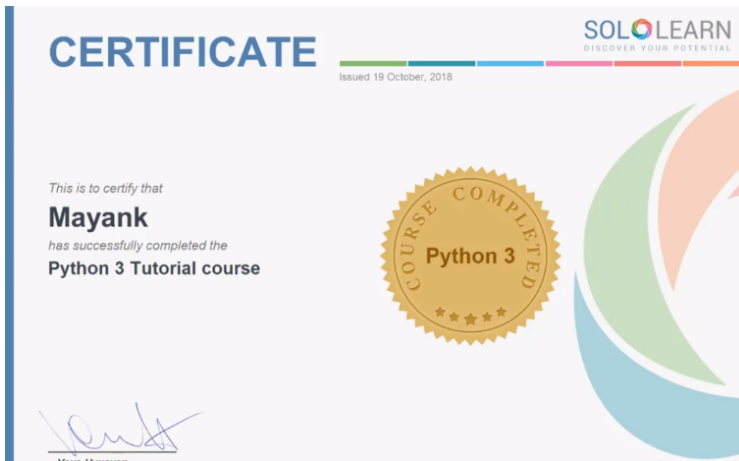 CERTIFICATE
SOLOLEARN
DISCOVER YOUR POTENTIAL
Issued 19 October, 2018
This is to certify that
Mayank
has successfully completed the
Python 3 Tutorial course
COURSE COMPLETED
Python 3